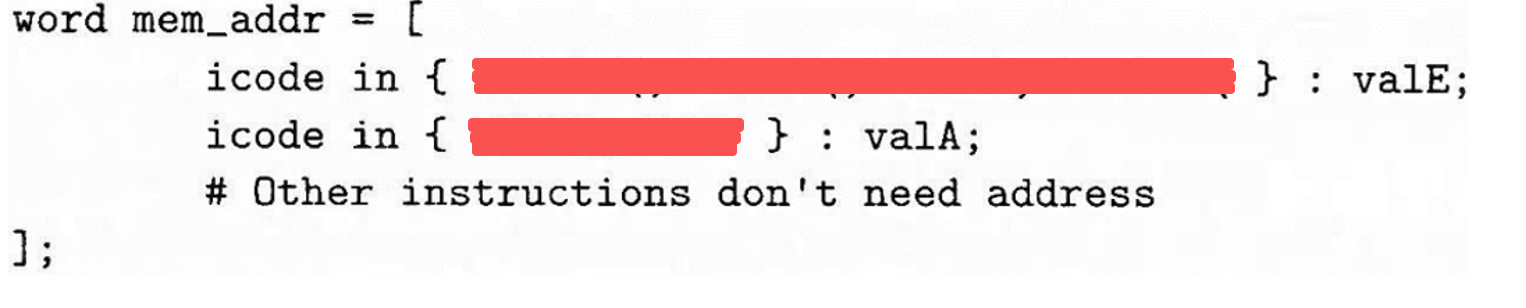 word mem_addr = [
icode in { } : valE;
icode in { } : valA;
# Other instructions don't need address
];